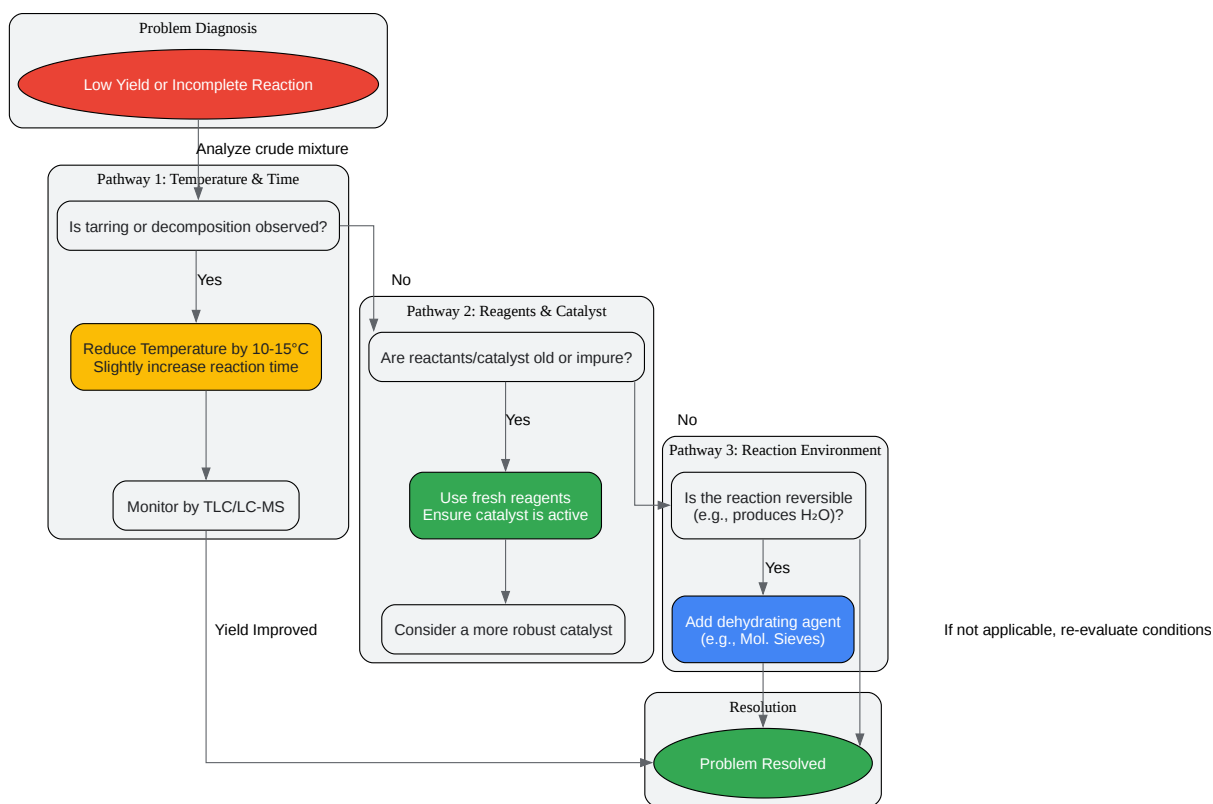 Problem Diagnosis
Low Yield or Incomplete Reaction
Analyze crude mixture
Pathway 1: Temperature & Time
Is tarring or decomposition observed?
Yes
No
Reduce Temperature by 10-15°C
Slightly increase reaction time
Monitor by TLC/LC-MS
Yield Improved
Pathway 2: Reagents & Catalyst
Are reactants/catalyst old or impure?
Yes
No
Use fresh reagents
Ensure catalyst is active
Consider a more robust catalyst
Pathway 3: Reaction Environment
Is the reaction reversible
(e.g., produces H₂O)?
Yes
Add dehydrating agent
(e.g., Mol. Sieves)
If not applicable, re-evaluate conditions
Resolution
Problem Resolved